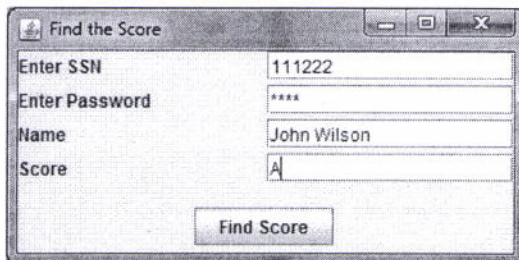 Find the Score
Enter SSN 111222
Enter Password ****
Name John Wilson
Score A
Find Score